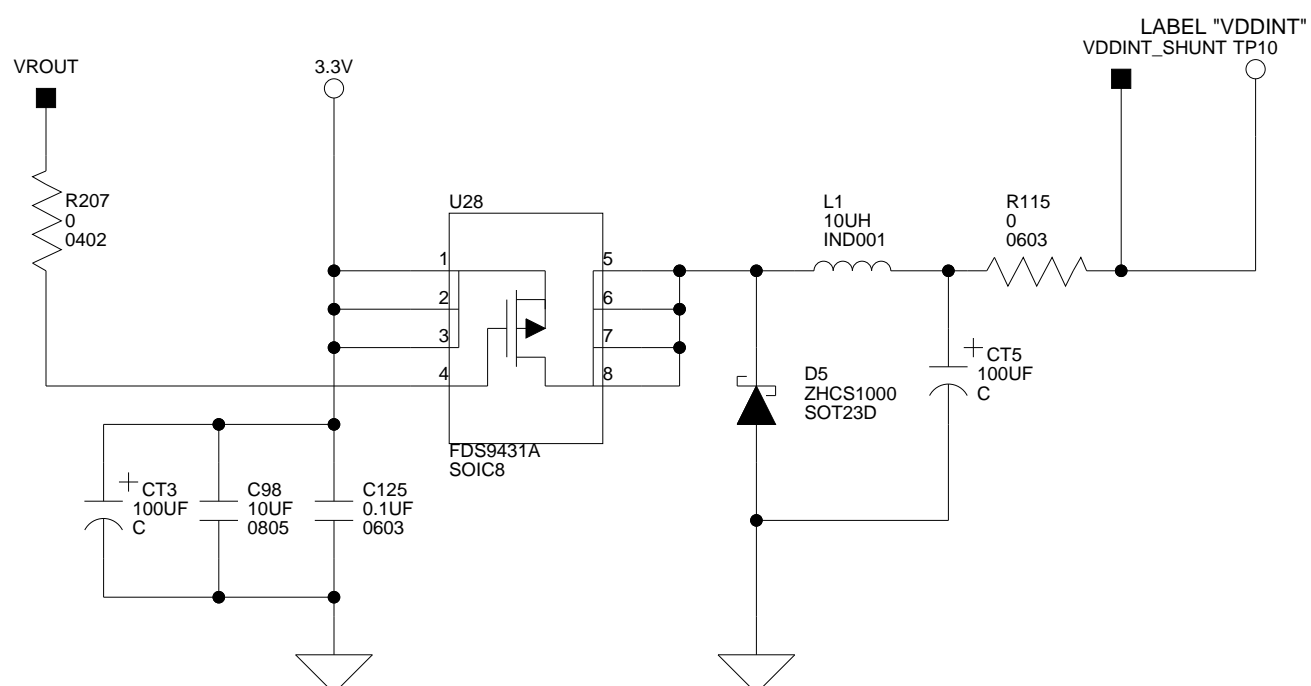 LABEL "VDDINT"
VDDINT_SHUNT TP10
VROUT
3.3V
R207
0
0402
U28
1
2
3
4
5
6
7
8
FDS9431A
SOIC8
L1
10UH
IND001
R115
0
0603
D5
ZHCS1000
SOT23D
+ CT5
100UF
C
+ CT3
100UF
C
C98
10UF
0805
C125
0.1UF
0603